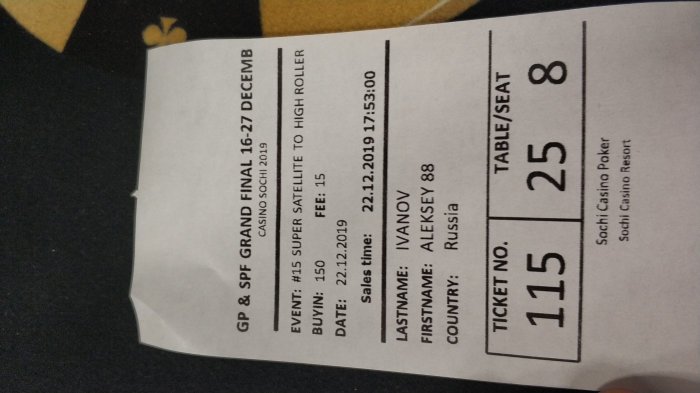 GP & SPF GRAND FINAL 16-27 DECEMB
CASINO SOCHI 2019
EVENT: #15 SUPER SATELLITE TO HIGH ROLLER
BUYIN: 150 FEE: 15
DATE: 22.12.2019
Sales time: 22.12.2019 17:53:00
LASTNAME: IVANOV
FIRSTNAME: ALEKSEY 88
COUNTRY: Russia
TICKET NO. TABLE/SEAT
115 25 8
Sochi Casino Poker
Sochi Casino Resort